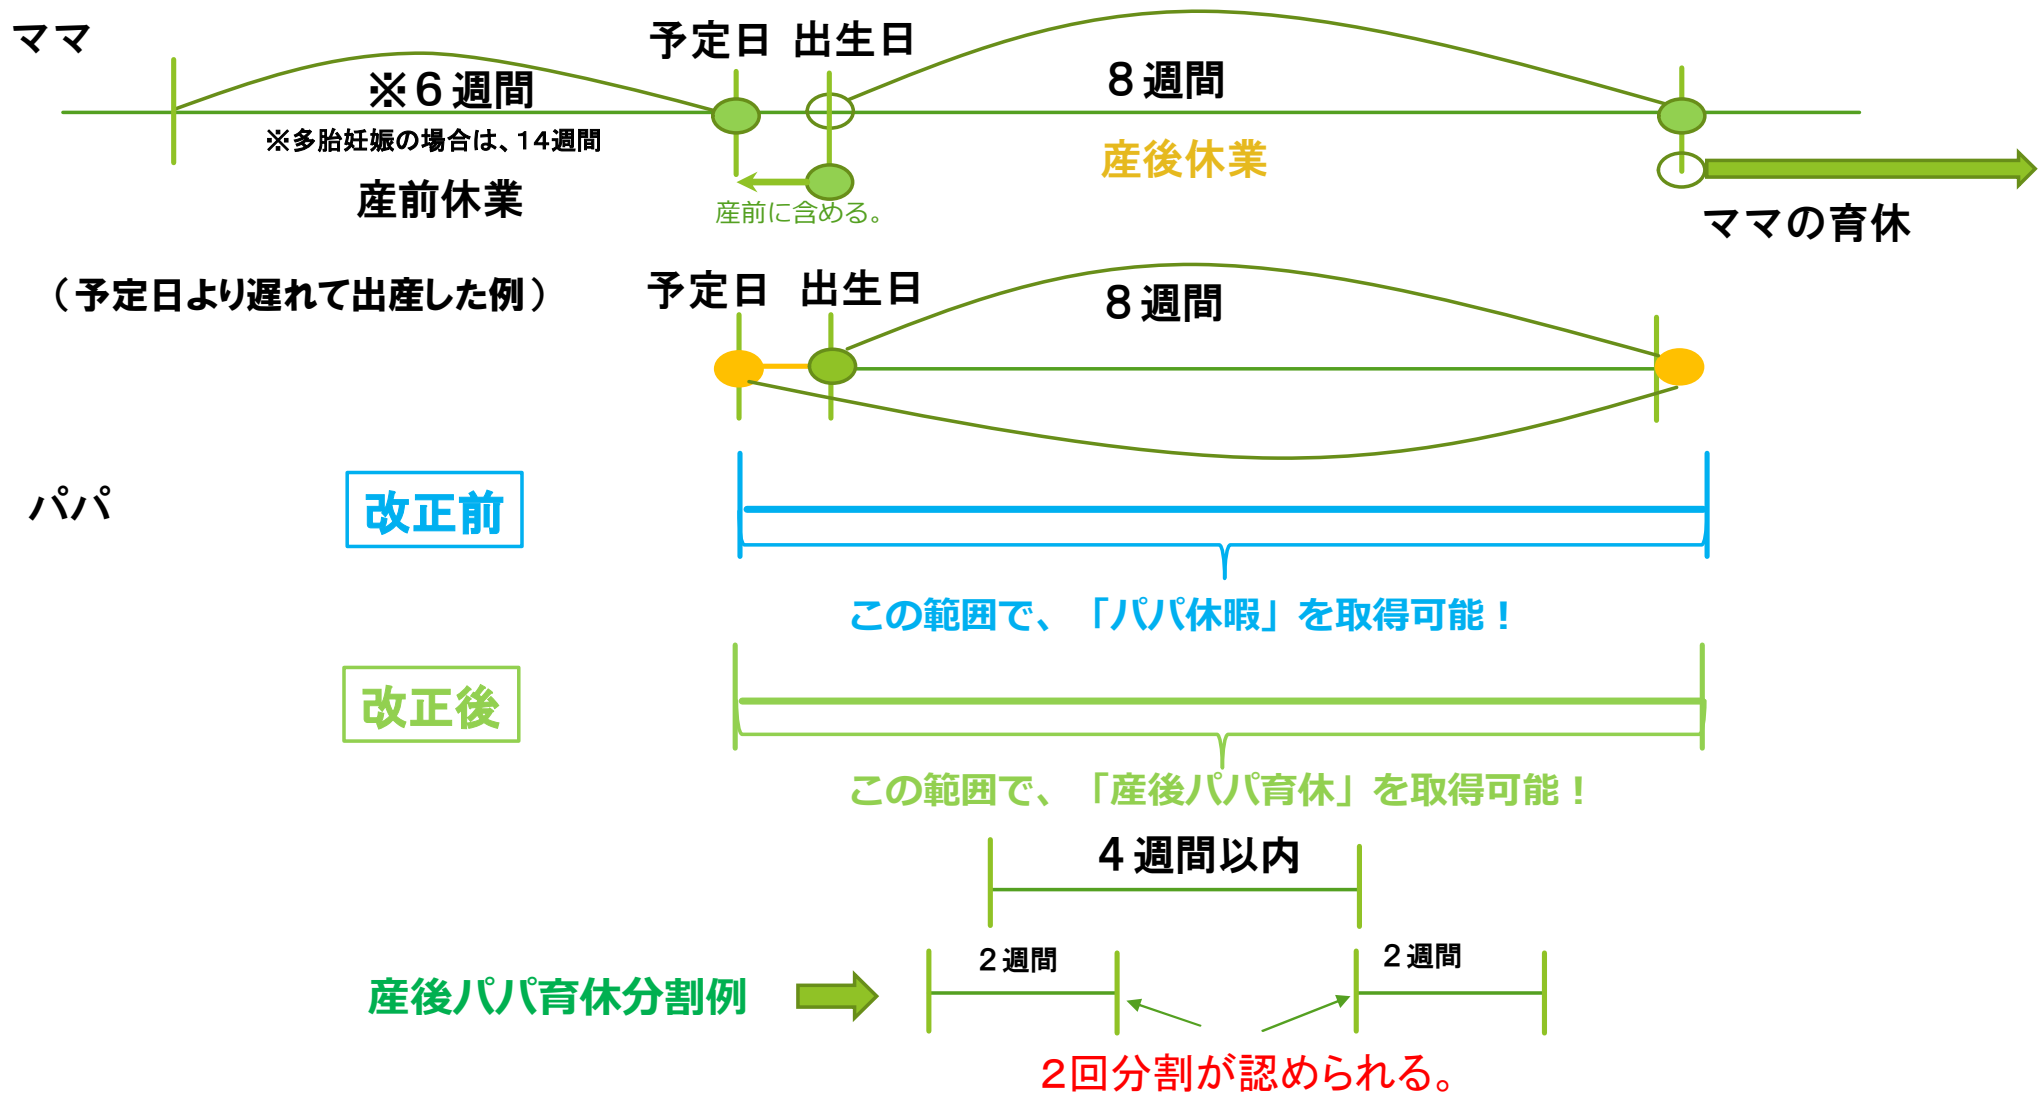 ママ
予定日 出生日
※６週間
８週間
※多胎妊娠の場合は、１４週間
産後休業
産前休業
産前に含める。
ママの育休
（予定日より遅れて出産した例）
予定日 出生日
８週間
パパ
改正前
この範囲で、「パパ休暇」を取得可能！
改正後
この範囲で、「産後パパ育休」を取得可能！
４週間以内
２週間
２週間
産後パパ育休分割例
２回分割が認められる。